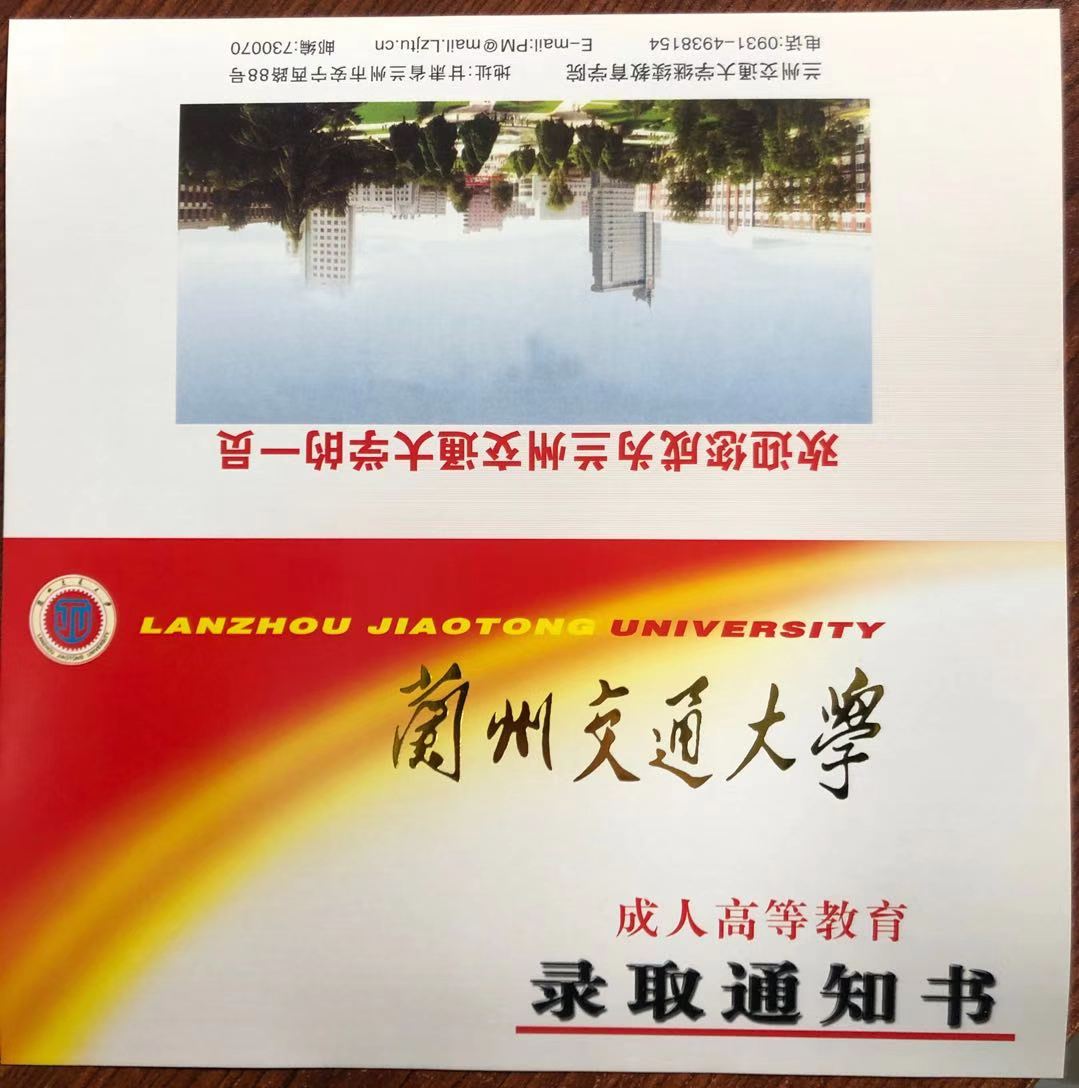 兰州交通大学继续教育学院 地址:甘肃省兰州市安宁西路88号
电话:0931-4938154 E-mail:PM@mail.Lzjtu.cn 邮编:730070
欢迎您成为兰州交通大学的一员
LANZHOU JIAOTONG UNIVERSITY
LANZHOU JIAOTONG UNIVERSITY
蘭州交通大學
成人高等教育
录取通知书